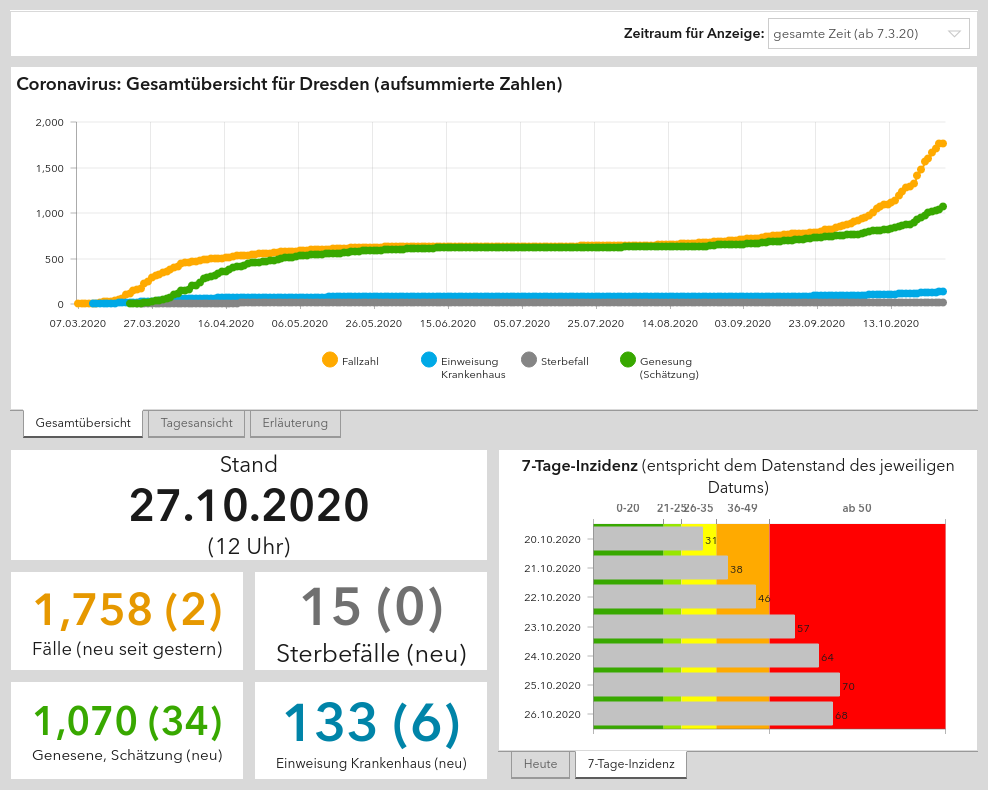 Zeitraum für Anzeige: gesamte Zeit (ab 7.3.20)
Coronavirus: Gesamtübersicht für Dresden (aufsummierte Zahlen)
2,000
1,500
1,000
500
0
07.03.2020 27.03.2020 16.04.2020 06.05.2020 26.05.2020 15.06.2020 05.07.2020 25.07.2020 14.08.2020 03.09.2020 23.09.2020 13.10.2020
Fallzahl Einweisung Sterbefall Genesung
Krankenhaus (Schätzung)
Gesamtübersicht Tagesansicht Erläuterung
Stand
27.10.2020
(12 Uhr)
1,758 (2)
Fälle (neu seit gestern)
15 (0)
Sterbefälle (neu)
1,070 (34)
Genesene, Schätzung (neu)
133 (6)
Einweisung Krankenhaus (neu)
7-Tage-Inzidenz (entspricht dem Datenstand des jeweiligen
Datums)
0-20 21-25 26-35 36-49 ab 50
20.10.2020 31
21.10.2020 38
22.10.2020 46
23.10.2020 57
24.10.2020 64
25.10.2020 70
26.10.2020 68
Heute 7-Tage-Inzidenz